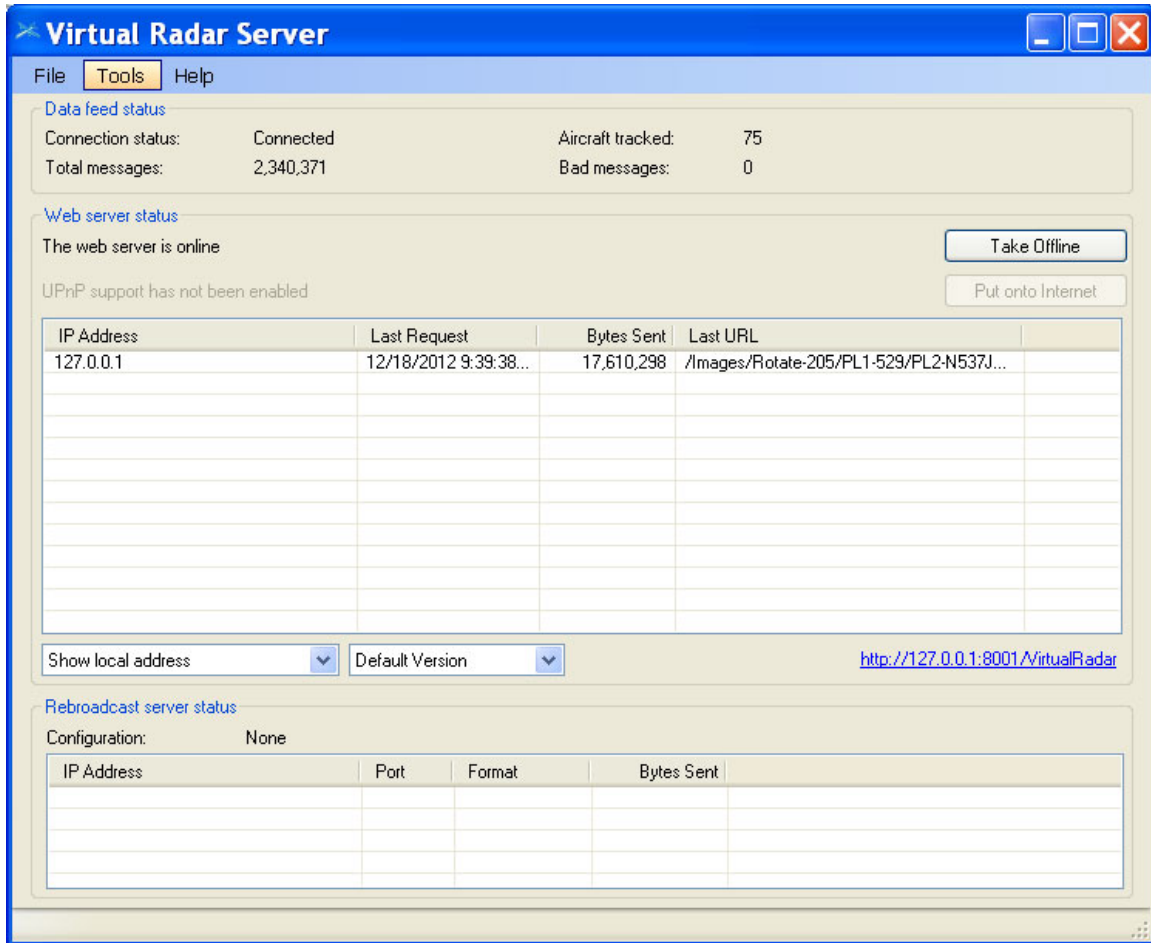 Virtual Radar Server
File Tools Help
Data feed status
Connection status: Connected Aircraft tracked: 75
Total messages: 2,340,371 Bad messages: 0
Web server status
The web server is online Take Offline
UPnP support has not been enabled Put onto Internet
IP Address Last Request Bytes Sent Last URL
127.0.0.1 12/18/2012 9:39:38... 17,610,298 /Images/Rotate-205/PL1-529/PL2-N537J...
Show local address Default Version http://127.0.0.1:8001/VirtualRadar
Rebroadcast server status
Configuration: None
IP Address Port Format Bytes Sent